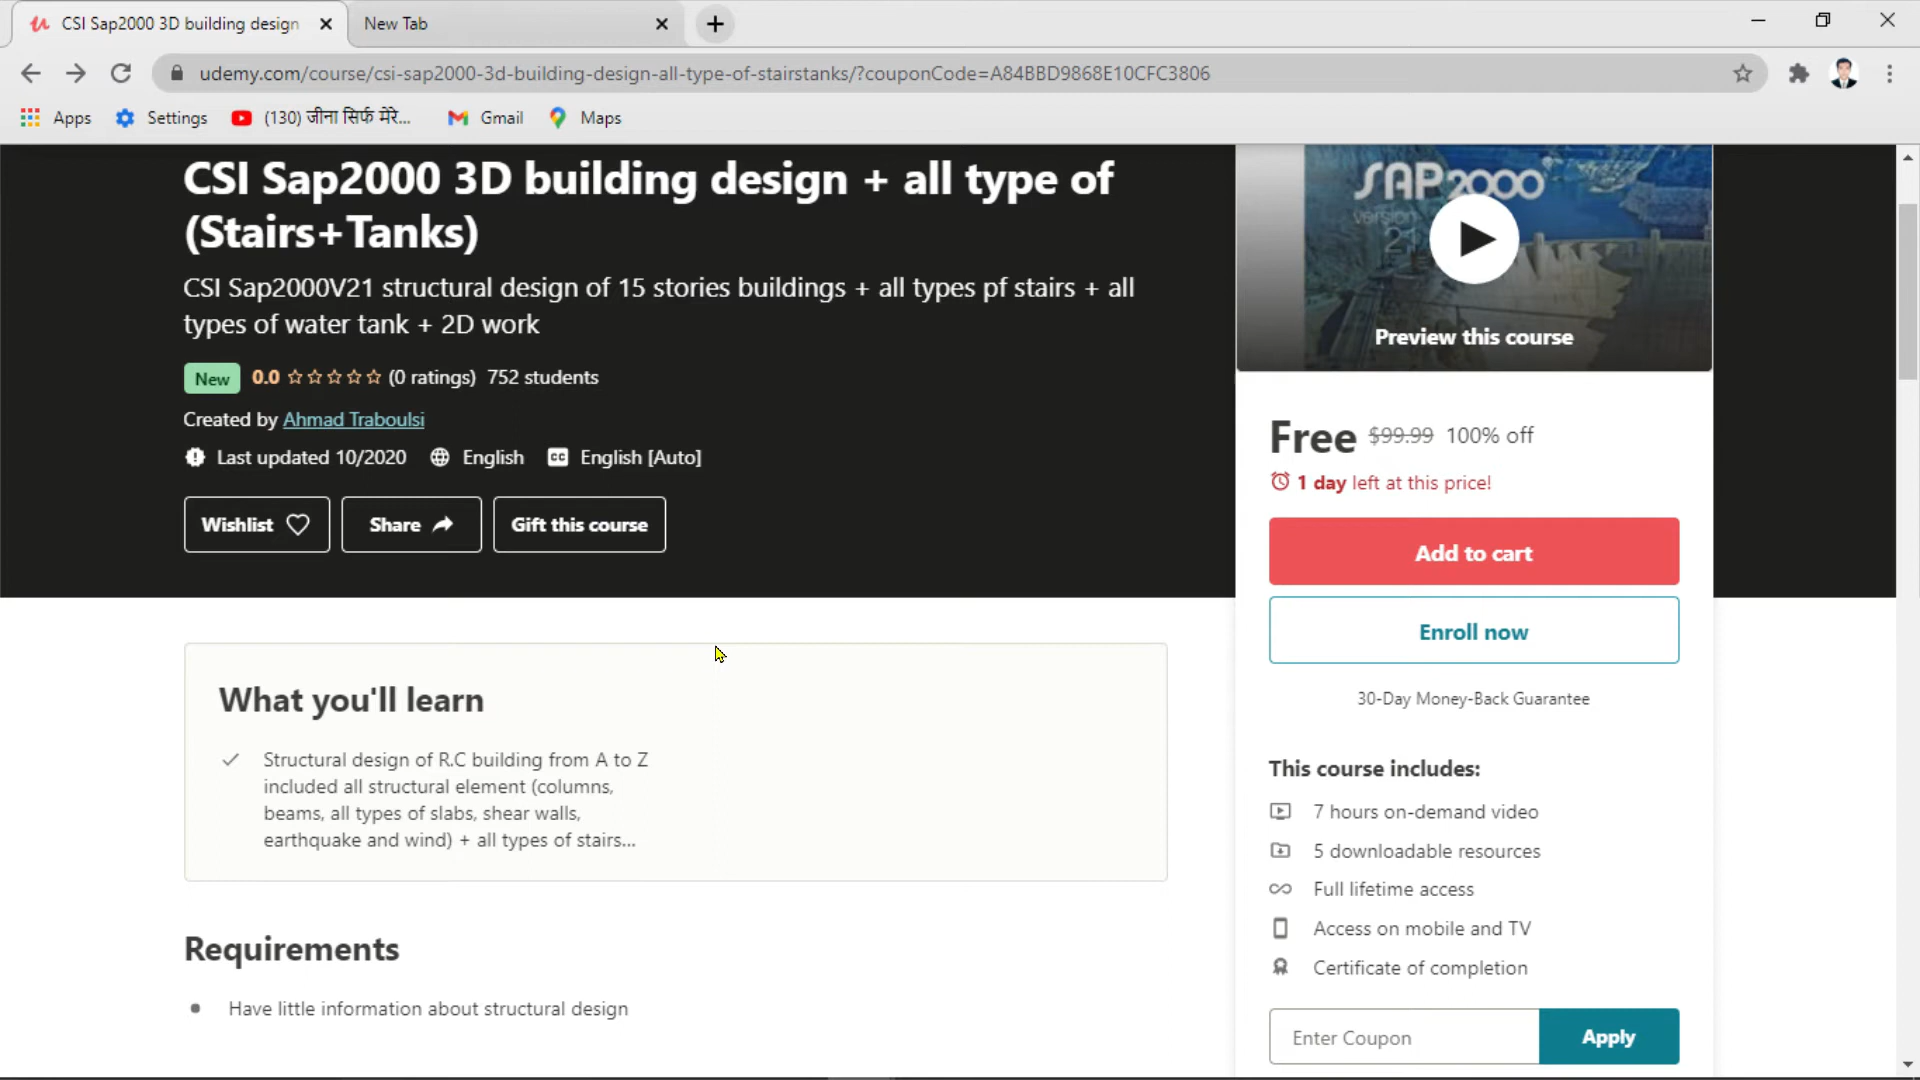 CSI Sap2000 3D building design
New Tab
udemy.com/course/csi-sap2000-3d-building-design-all-type-of-stairstanks/?couponCode=A84BBD9868E10CFC3806
Apps
Settings
(130) जीना सिर्फ मेरे...
Gmail
Maps
CSI Sap2000 3D building design + all type of
(Stairs+Tanks)
CSI Sap2000V21 structural design of 15 stories buildings + all types pf stairs + all
types of water tank + 2D work
New 0.0 (0 ratings) 752 students
Created by Ahmad Traboulsi
Last updated 10/2020 English CC English [Auto]
Wishlist
Share
Gift this course
What you'll learn
Structural design of R.C building from A to Z
included all structural element (columns,
beams, all types of slabs, shear walls,
earthquake and wind) + all types of stairs...
Requirements
Have little information about structural design
SAP2000
version
21
Preview this course
Free $99.99 100% off
1 day left at this price!
Add to cart
Enroll now
30-Day Money-Back Guarantee
This course includes:
7 hours on-demand video
5 downloadable resources
Full lifetime access
Access on mobile and TV
Certificate of completion
Enter Coupon
Apply